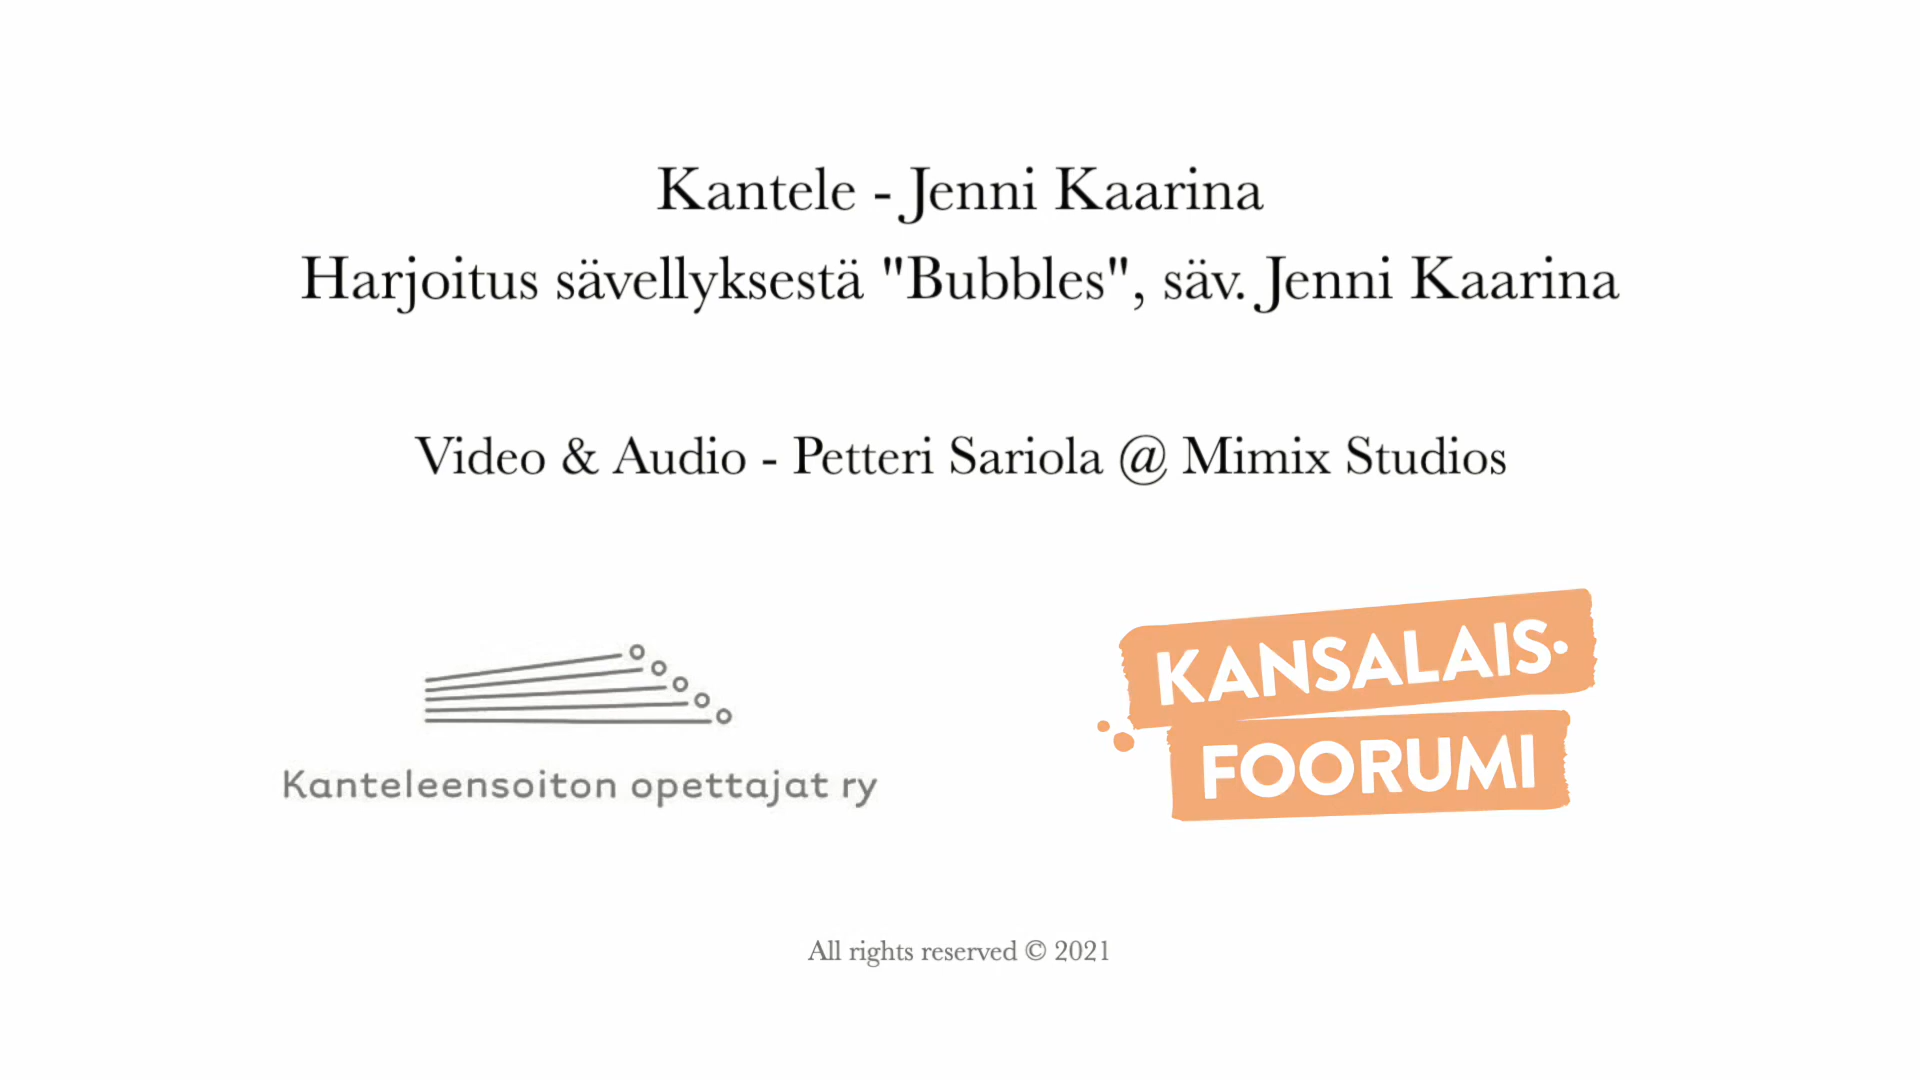 Kantele - Jenni Kaarina
Harjoitus sävellyksestä "Bubbles", säv. Jenni Kaarina
Video & Audio - Petteri Sariola @ Mimix Studios
Kanteleensoiton opettajat ry
KANSALAIS·
FOORUMI
All rights reserved © 2021